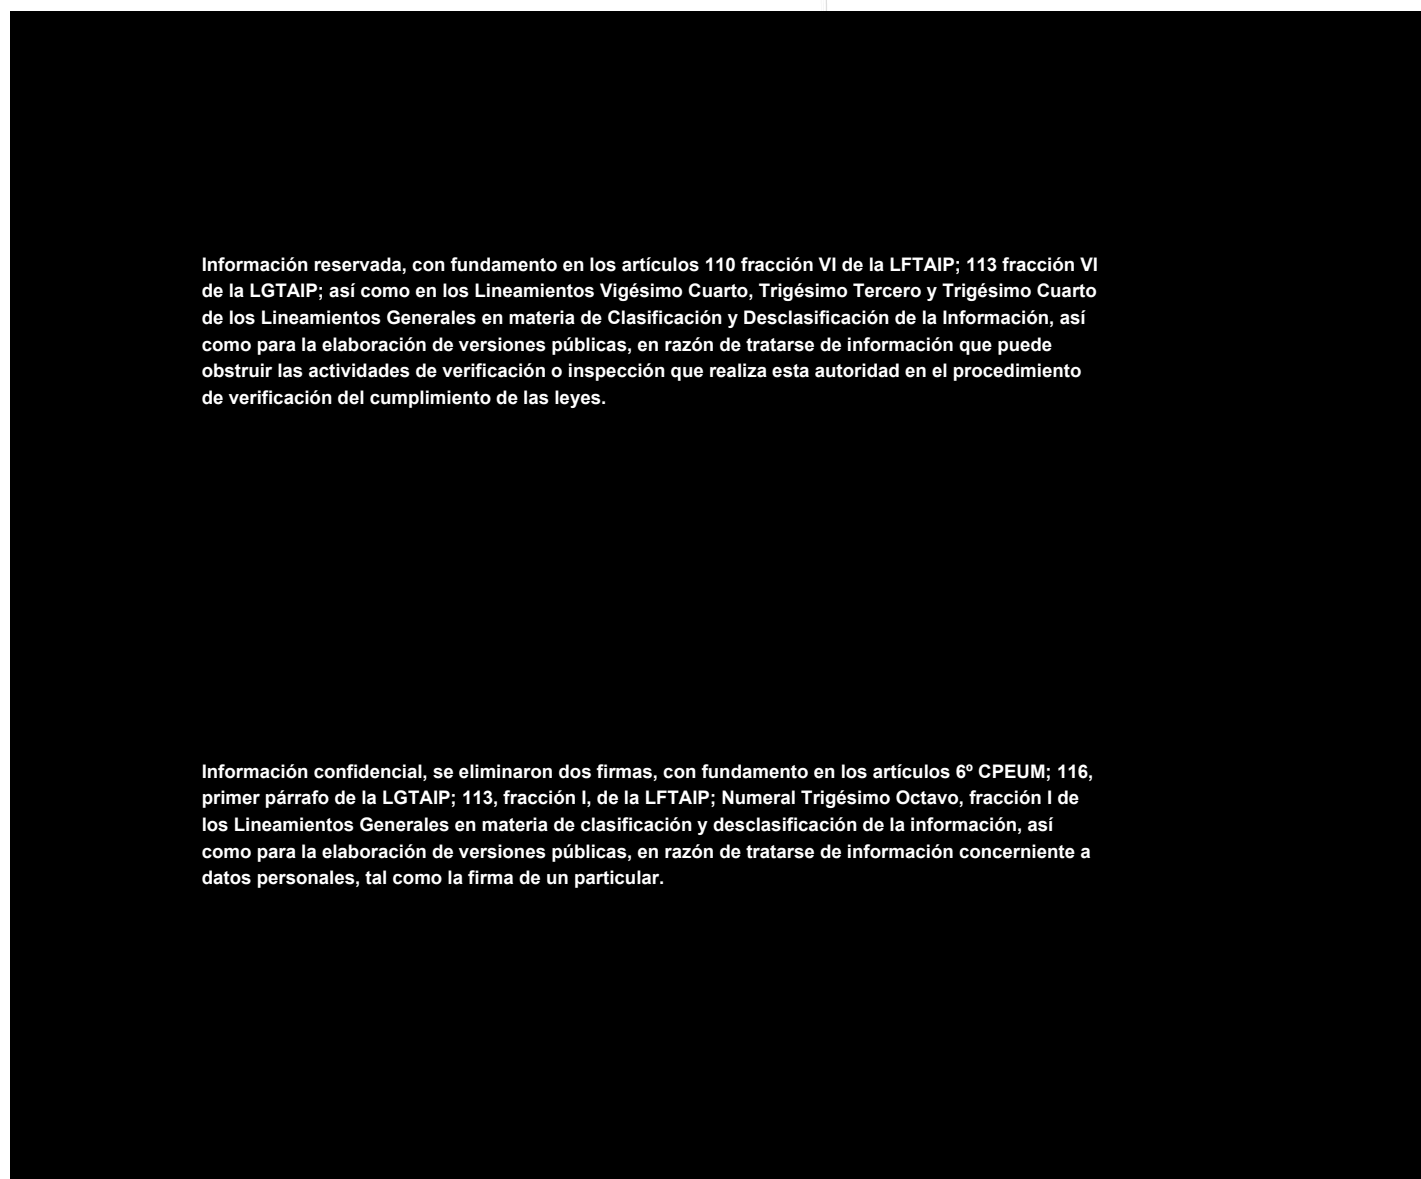 Información reservada, con fundamento en los artículos 110 fracción VI de la LFTAIP; 113 fracción VI
de la LGTAIP; así como en los Lineamientos Vigésimo Cuarto, Trigésimo Tercero y Trigésimo Cuarto
de los Lineamientos Generales en materia de Clasificación y Desclasificación de la Información, así
como para la elaboración de versiones públicas, en razón de tratarse de información que puede
obstruir las actividades de verificación o inspección que realiza esta autoridad en el procedimiento
de verificación del cumplimiento de las leyes.
Información confidencial, se eliminaron dos firmas, con fundamento en los artículos 6º CPEUM; 116,
primer párrafo de la LGTAIP; 113, fracción I, de la LFTAIP; Numeral Trigésimo Octavo, fracción I de
los Lineamientos Generales en materia de clasificación y desclasificación de la información, así
como para la elaboración de versiones públicas, en razón de tratarse de información concerniente a
datos personales, tal como la firma de un particular.